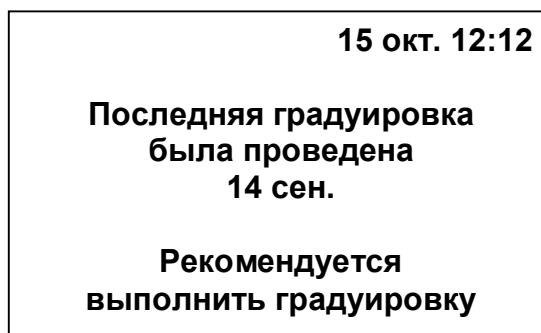 15 окт. 12:12
Последняя градуировка
была проведена
14 сен.
Рекомендуется
выполнить градуировку